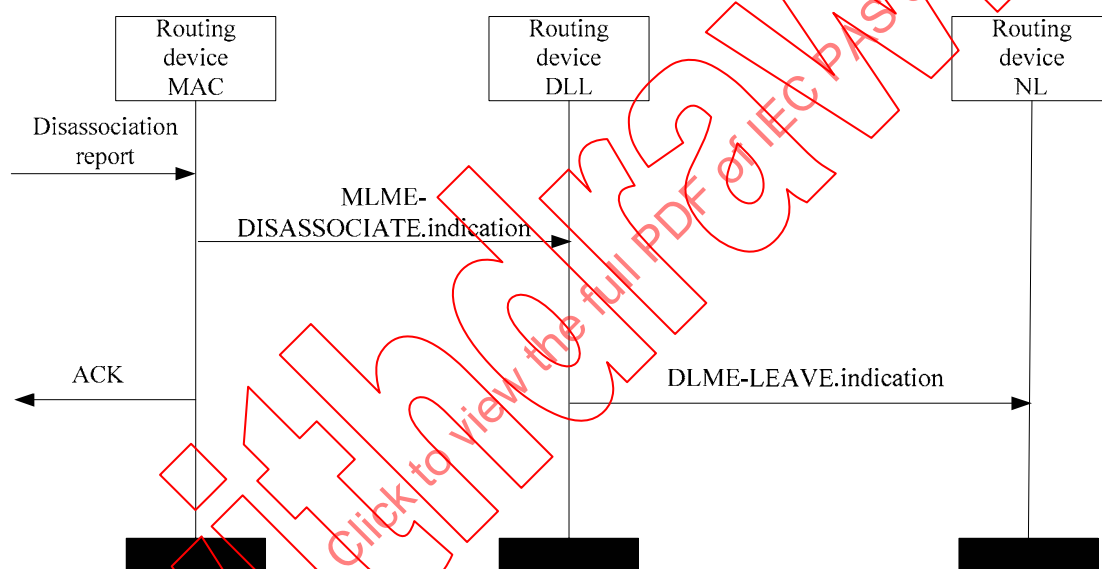 Routing
device
MAC
Routing
device
DLL
Routing
device
NL
Disassociation
report
MLME-
DISASSOCIATE.indication
ACK
DLME-LEAVE.indication
Click to view the full PDF of IEC PAS
ithdraw